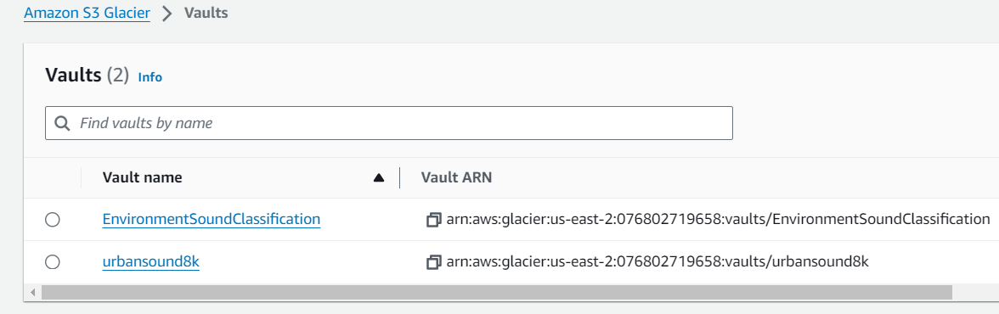 Amazon S3 Glacier > Vaults
Vaults (2) Info
Find vaults by name
Vault name Vault ARN
EnvironmentSoundClassification arn:aws:glacier:us-east-2:076802719658:vaults/EnvironmentSoundClassification
urbansound8k arn:aws:glacier:us-east-2:076802719658:vaults/urbansound8k